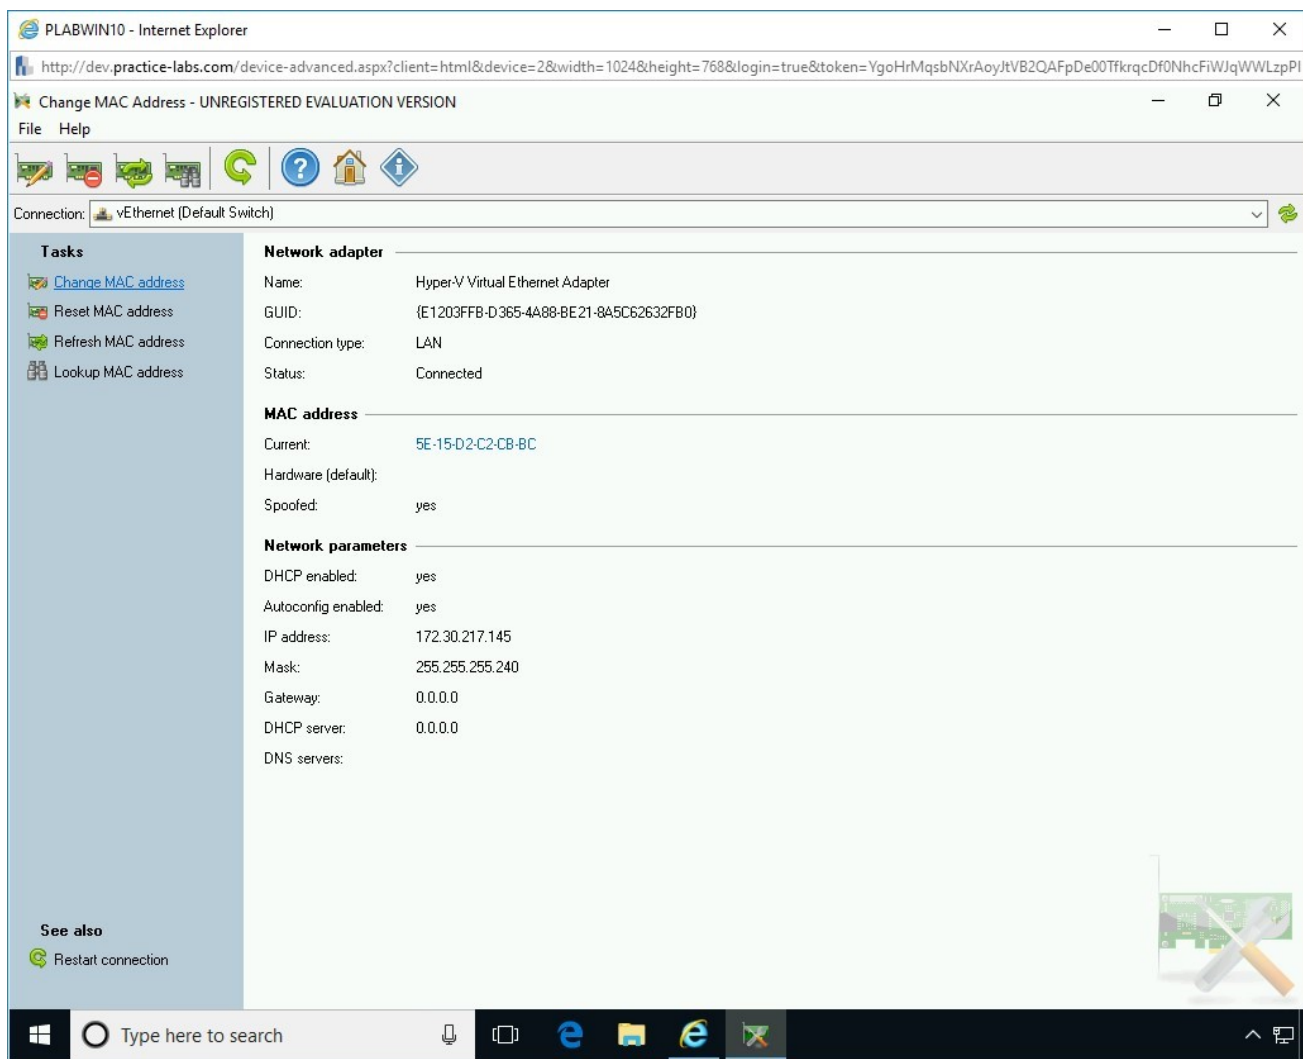 PLABWIN10 - Internet Explorer
http://dev.practice-labs.com/device-advanced.aspx?client=html&device=2&width=1024&height=768&login=true&token=YgoHrMqsbNXrAoyJtVB2QAFpDe00TfkrqcDf0NhcFiWJqWWLzpPI
Change MAC Address - UNREGISTERED EVALUATION VERSION
File Help
Connection: vEthernet (Default Switch)
Tasks
Change MAC address
Reset MAC address
Refresh MAC address
Lookup MAC address
Network adapter
Name: Hyper-V Virtual Ethernet Adapter
GUID: {E1203FFB-D365-4A88-BE21-8A5C62632FB0}
Connection type: LAN
Status: Connected
MAC address
Current: 5E-15-D2-C2-CB-BC
Hardware (default):
Spoofed: yes
Network parameters
DHCP enabled: yes
Autoconfig enabled: yes
IP address: 172.30.217.145
Mask: 255.255.255.240
Gateway: 0.0.0.0
DHCP server: 0.0.0.0
DNS servers:
See also
Restart connection
Type here to search